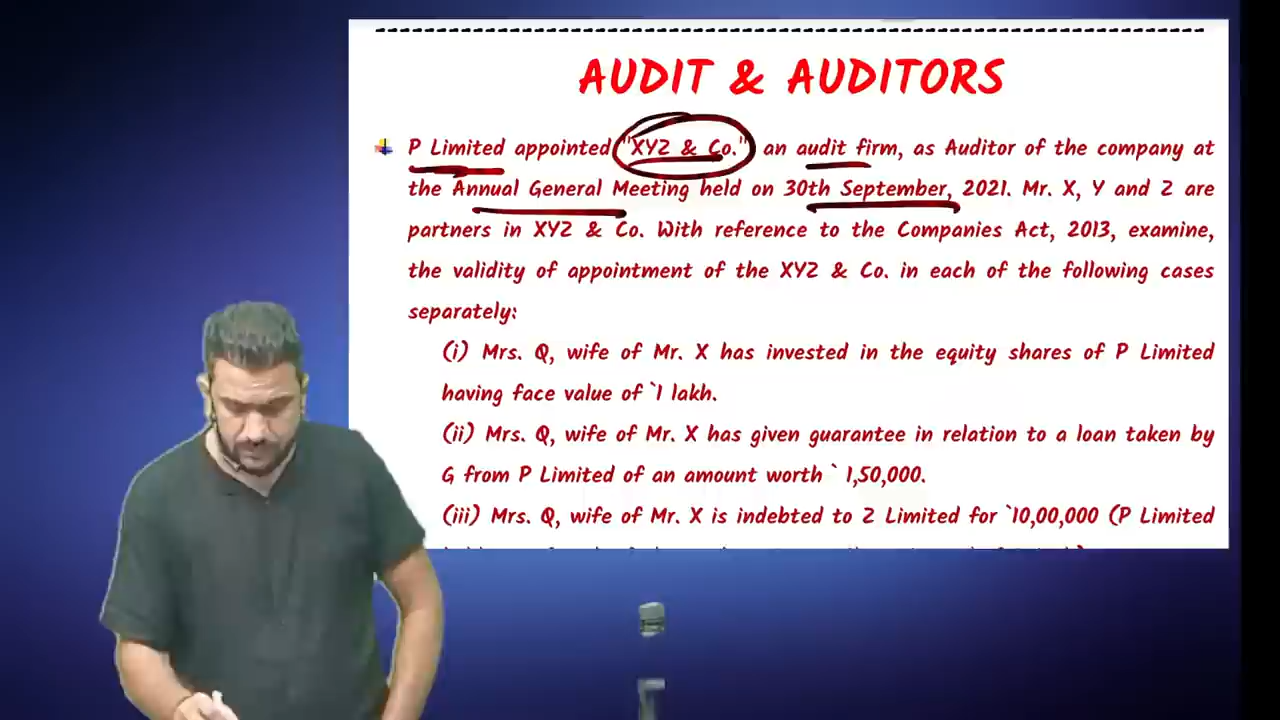 AUDIT & AUDITORS
P Limited appointed "XYZ & Co." an audit firm, as Auditor of the company at
the Annual General Meeting held on 30th September, 2021. Mr. X, Y and Z are
partners in XYZ & Co. With reference to the Companies Act, 2013, examine,
the validity of appointment of the XYZ & Co. in each of the following cases
separately:
(i) Mrs. Q, wife of Mr. X has invested in the equity shares of P Limited
having face value of `1 lakh.
(ii) Mrs. Q, wife of Mr. X has given guarantee in relation to a loan taken by
G from P Limited of an amount worth ` 1,50,000.
(iii) Mrs. Q, wife of Mr. X is indebted to Z Limited for `10,00,000 (P Limited